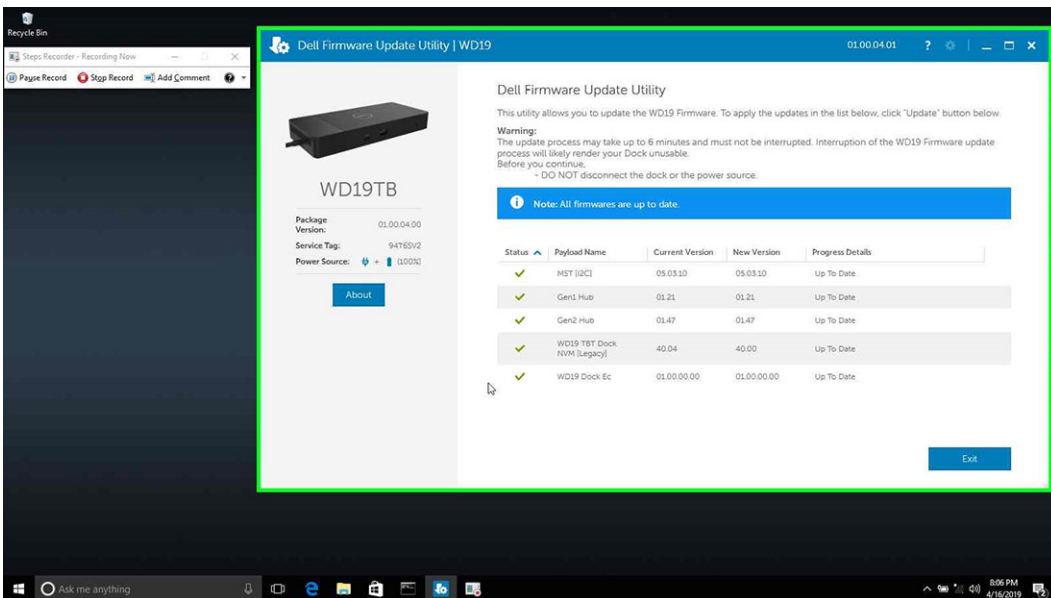 Recycle Bin
Steps Recorder - Recording Now
Pause Record Stop Record Add Comment
Dell Firmware Update Utility | WD19
01.00.04.01
WD19TB
Package Version: 01.00.04.00
Service Tag: 94T6SV2
Power Source: + (100%)
About
Dell Firmware Update Utility
This utility allows you to update the WD19 Firmware. To apply the updates in the list below, click "Update" button below.
Warning:
The update process may take up to 6 minutes and must not be interrupted. Interruption of the WD19 Firmware update
process will likely render your Dock unusable.
Before you continue,
- DO NOT disconnect the dock or the power source.
Note: All firmwares are up to date.
Status Payload Name Current Version New Version Progress Details
MST [I2C] 05.03.10 05.03.10 Up To Date
Gen1 Hub 01.21 01.21 Up To Date
Gen2 Hub 01.47 01.47 Up To Date
WD19 TBT Dock
NVM [Legacy] 40.04 40.00 Up To Date
WD19 Dock Ec 01.00.00.00 01.00.00.00 Up To Date
Exit
Ask me anything
8:06 PM
4/16/2019